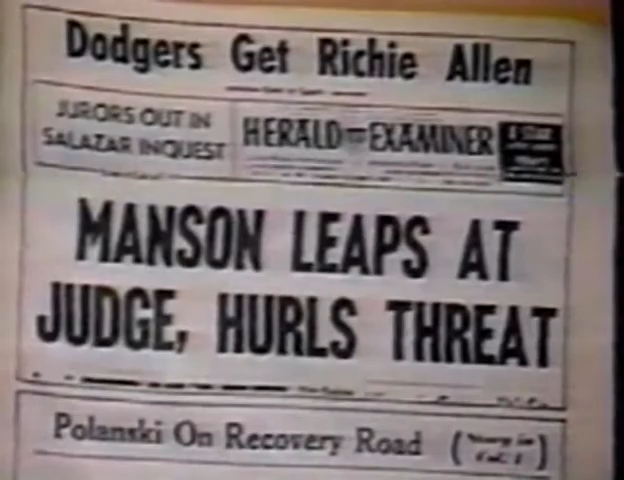 Dodgers Get Richie Allen
JURORS OUT IN
SALAZAR INQUEST
HERALD-EXAMINER
MANSON LEAPS AT
JUDGE, HURLS THREAT
Polanski On Recovery Road